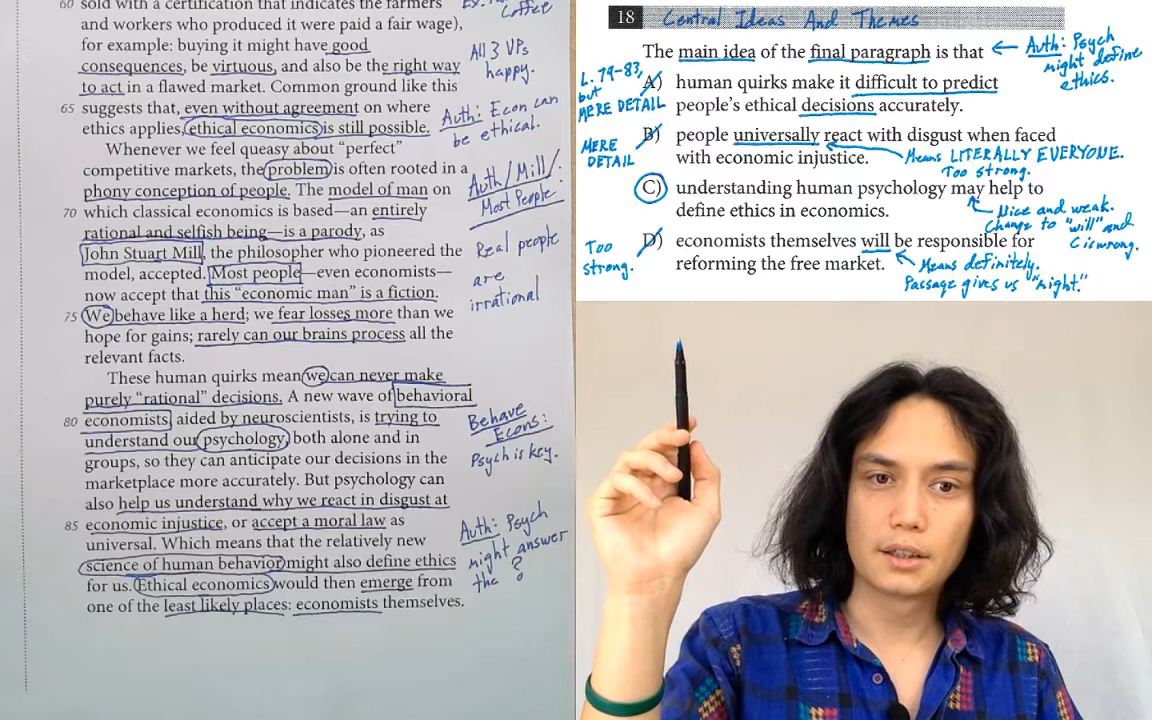 60 sold with a certification that indicates the farmers
and workers who produced it were paid a fair wage),
for example: buying it might have good
consequences, be virtuous, and also be the right way
to act in a flawed market. Common ground like this
65 suggests that, even without agreement on where
ethics applies, ethical economics is still possible.
Whenever we feel queasy about “perfect”
competitive markets, the problem is often rooted in a
phony conception of people. The model of man on
70 which classical economics is based—an entirely
rational and selfish being—is a parody, as
John Stuart Mill, the philosopher who pioneered the
model, accepted. Most people—even economists—
now accept that this “economic man” is a fiction.
75 We behave like a herd; we fear losses more than we
hope for gains; rarely can our brains process all the
relevant facts.
These human quirks mean we can never make
purely “rational” decisions. A new wave of behavioral
80 economists, aided by neuroscientists, is trying to
understand our psychology, both alone and in
groups, so they can anticipate our decisions in the
marketplace more accurately. But psychology can
also help us understand why we react in disgust at
85 economic injustice, or accept a moral law as
universal. Which means that the relatively new
science of human behavior might also define ethics
for us. Ethical economics would then emerge from
one of the least likely places: economists themselves.
Coffee
All 3 VPs
happy.
Auth: Econ can
be ethical.
Auth/Mill/
Most People:
Real people
are
irrational
Behave
Econs:
Psych is key.
Auth: Psych
might answer
the ?
18 Central Ideas And Themes
The main idea of the final paragraph is that
Auth: Psych
might define
ethics.
L. 79-83,
but
MERE DETAIL
A) human quirks make it difficult to predict
people’s ethical decisions accurately.
MERE
DETAIL
B) people universally react with disgust when faced
with economic injustice.
Means LITERALLY EVERYONE.
Too strong.
C) understanding human psychology may help to
define ethics in economics.
Nice and weak.
Change to "will" and
C is wrong.
Too
strong.
D) economists themselves will be responsible for
reforming the free market.
Means definitely.
Passage gives us "might."